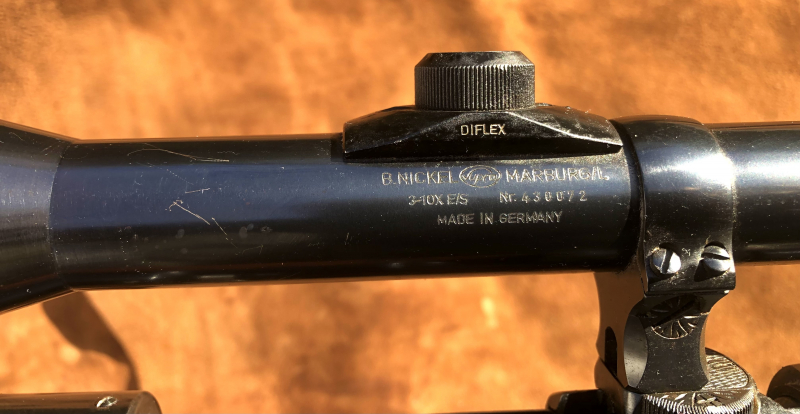 DIFLEX
B. NICKEL MARBURG/L.
3-10X E/S Nr. 430072
MADE IN GERMANY